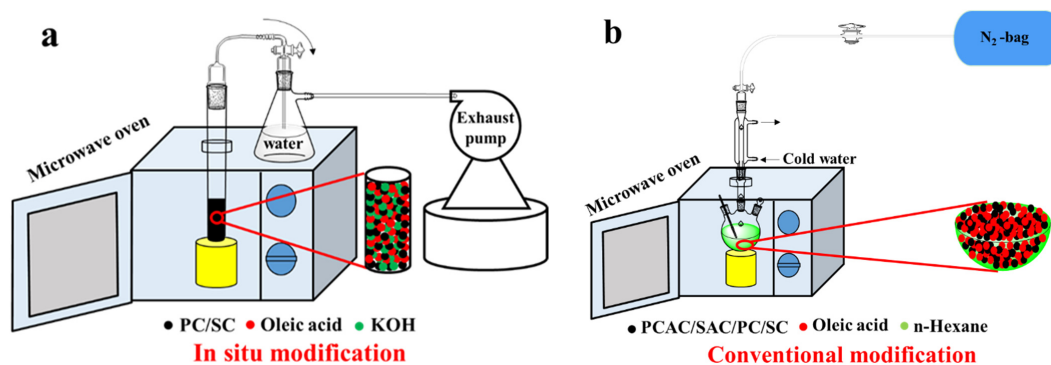 a
Microwave oven
water
Exhaust
pump
PC/SC Oleic acid KOH
In situ modification
b
N2-bag
Cold water
Microwave oven
PCAC/SAC/PC/SC Oleic acid n-Hexane
Conventional modification